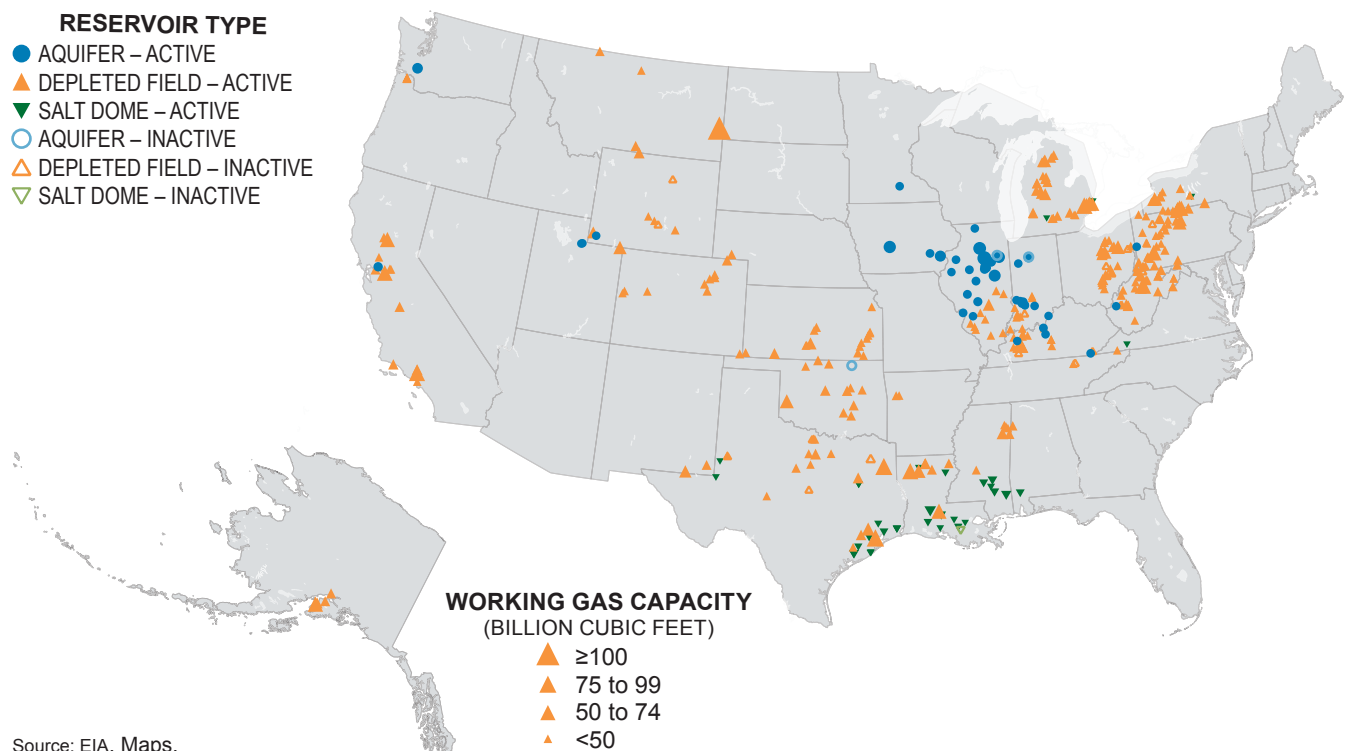 RESERVOIR TYPE
AQUIFER – ACTIVE
DEPLETED FIELD – ACTIVE
SALT DOME – ACTIVE
AQUIFER – INACTIVE
DEPLETED FIELD – INACTIVE
SALT DOME – INACTIVE
WORKING GAS CAPACITY
(BILLION CUBIC FEET)
≥100
75 to 99
50 to 74
<50
Source: EIA, Maps.